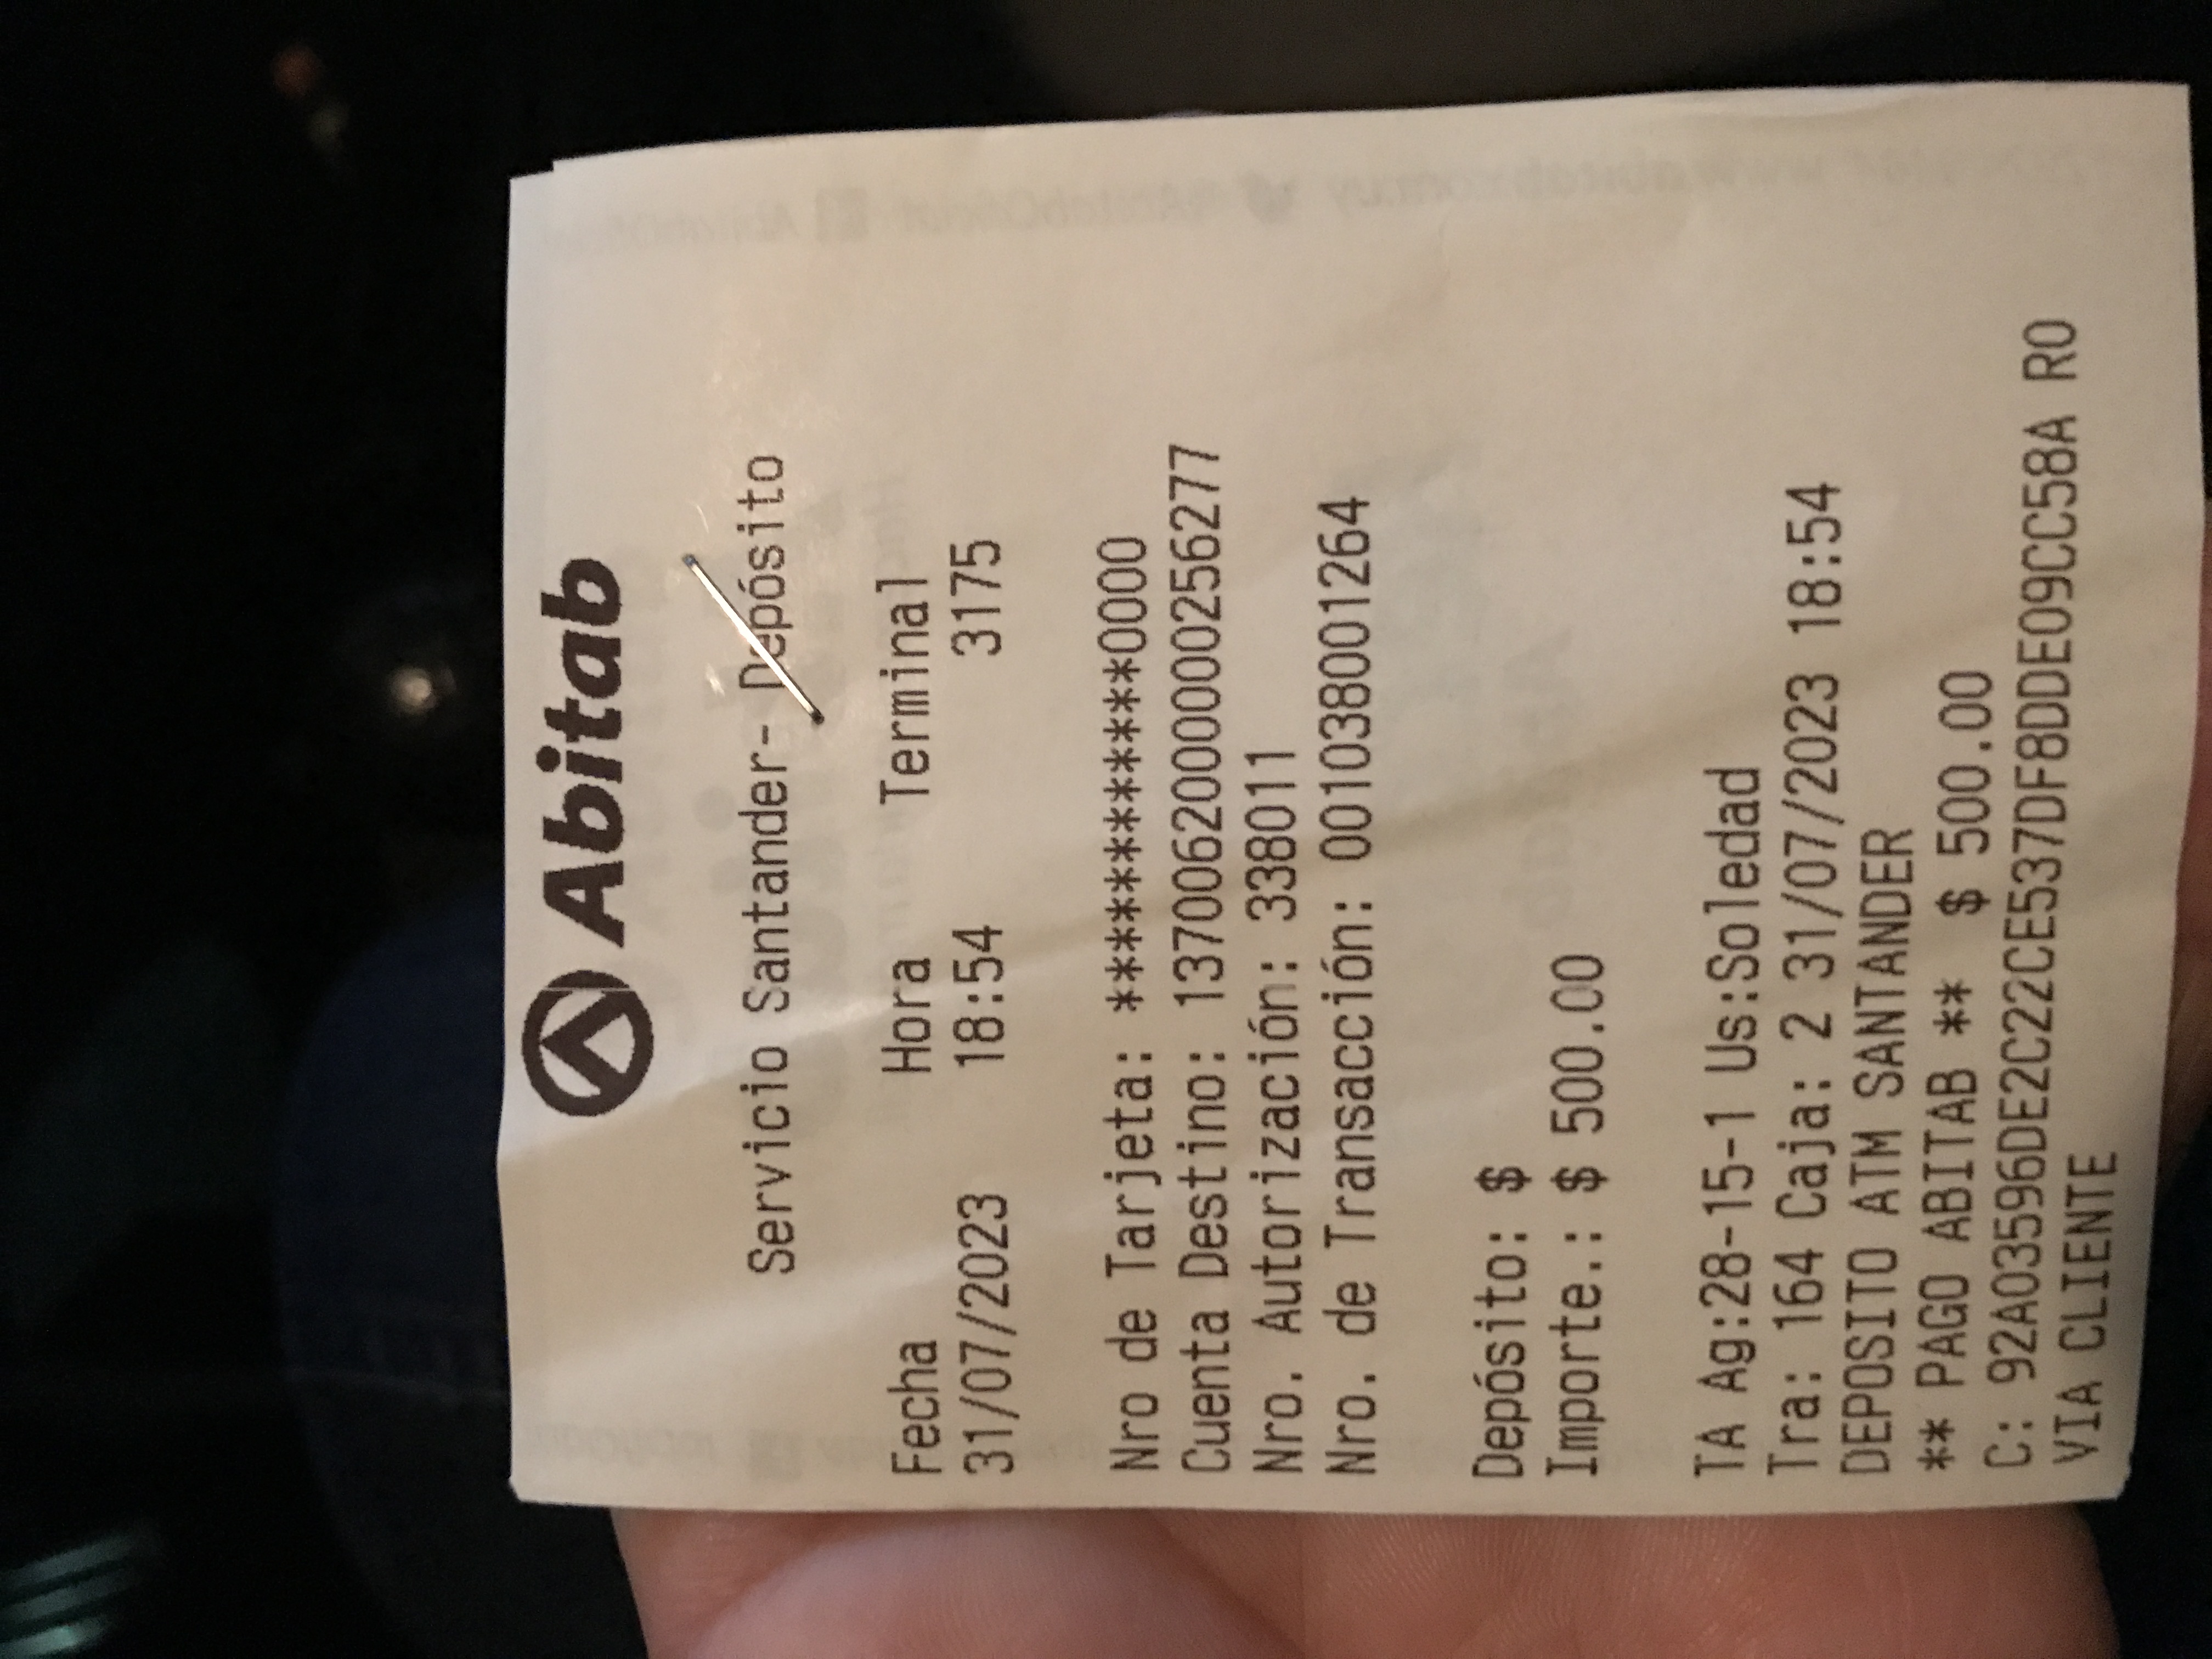 Abitab
Servicio Santander- Depósito
Fecha Hora Terminal
31/07/2023 18:54 3175
Nro de Tarjeta: ************0000
Cuenta Destino: 1370062000000256277
Nro. Autorización: 338011
Nro. de Transacción: 001038001264
Depósito: $
Importe.: $ 500.00
TA Ag:28-15-1 Us:Soledad
Tra: 164 Caja: 2 31/07/2023 18:54
DEPOSITO ATM SANTANDER
** PAGO ABITAB ** $ 500.00
C: 92A03596DE2C22CE537DF8DDE09CC58A RO
VIA CLIENTE